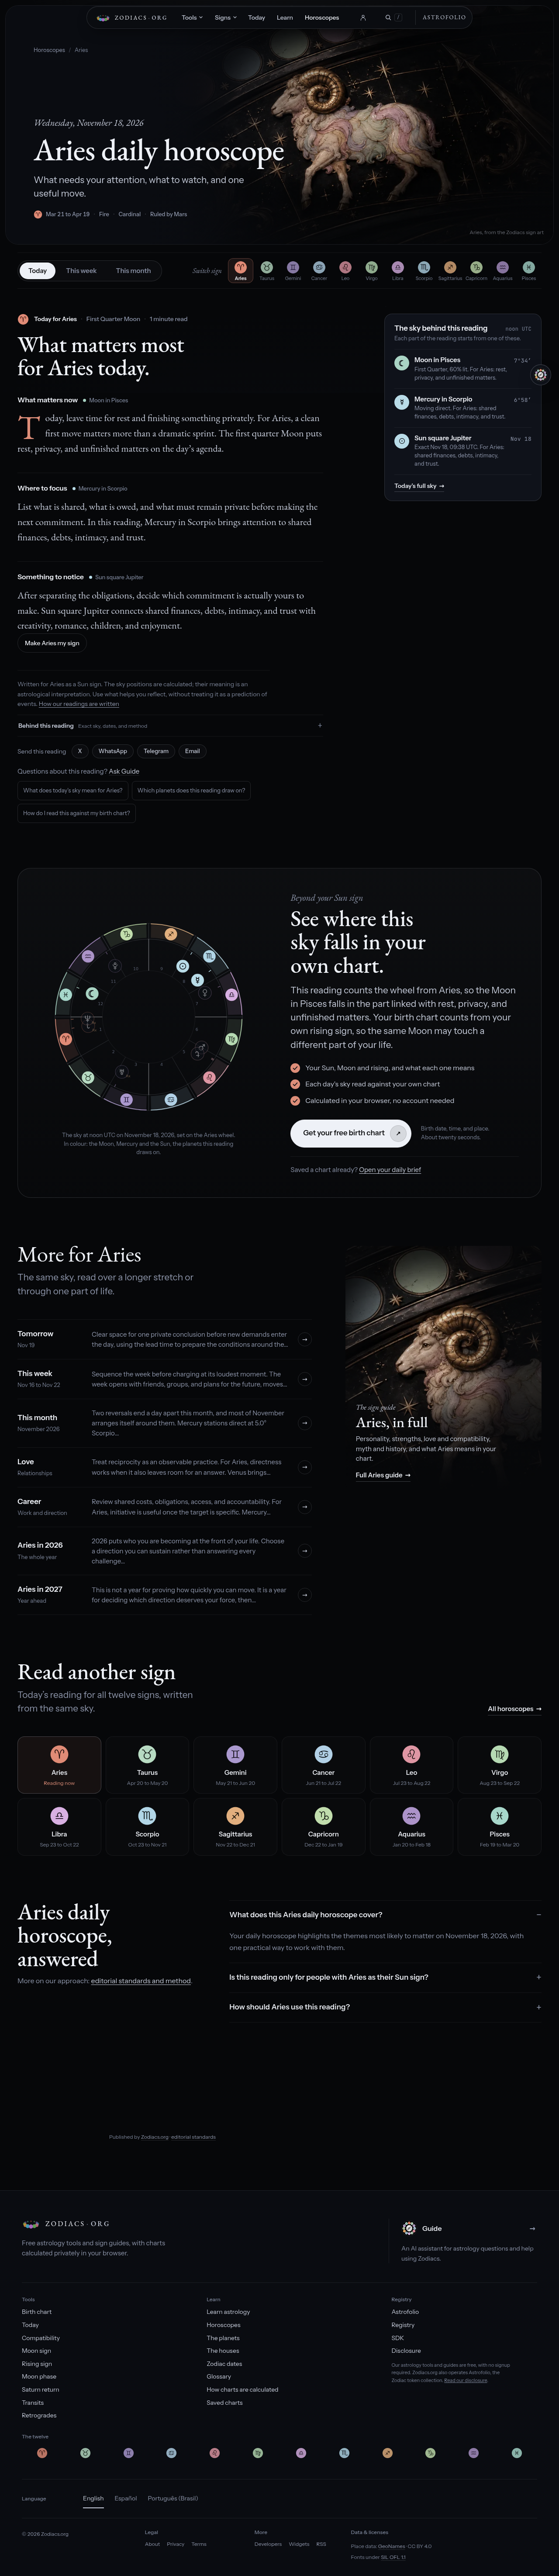 ZODIACS·ORG
Tools
Signs
Today
Learn
Horoscopes
/
ASTROFOLIO
Horoscopes / Aries
Wednesday, November 18, 2026
Aries daily horoscope
What needs your attention, what to watch, and one
useful move.
Mar 21 to Apr 19 · Fire · Cardinal · Ruled by Mars
Aries, from the Zodiacs sign art
Today
This week
This month
Switch sign
Aries
Taurus
Gemini
Cancer
Leo
Virgo
Libra
Scorpio
Sagittarius
Capricorn
Aquarius
Pisces
Today for Aries · First Quarter Moon · 1 minute read
What matters most
for Aries today.
What matters now • Moon in Pisces
Today, leave time for rest and finishing something privately. For Aries, a clean
first move matters more than a dramatic sprint. The first quarter Moon puts
rest, privacy, and unfinished matters on the day's agenda.
Where to focus • Mercury in Scorpio
List what is shared, what is owed, and what must remain private before making the
next commitment. In this reading, Mercury in Scorpio brings attention to shared
finances, debts, intimacy, and trust.
Something to notice • Sun square Jupiter
After separating the obligations, decide which commitment is actually yours to
make. Sun square Jupiter connects shared finances, debts, intimacy, and trust with
creativity, romance, children, and enjoyment.
Make Aries my sign
Written for Aries as a Sun sign. The sky positions are calculated; their meaning is an
astrological interpretation. Use what helps you reflect, without treating it as a prediction of
events. How our readings are written
Behind this reading Exact sky, dates, and method +
Send this reading
X
WhatsApp
Telegram
Email
Questions about this reading? Ask Guide
What does today's sky mean for Aries?
Which planets does this reading draw on?
How do I read this against my birth chart?
The sky behind this reading noon UTC
Each part of the reading starts from one of these.
Moon in Pisces 7°34'
First Quarter, 60% lit. For Aries: rest,
privacy, and unfinished matters.
Mercury in Scorpio 6°58'
Moving direct. For Aries: shared
finances, debts, intimacy, and trust.
Sun square Jupiter Nov 18
Exact Nov 18, 09:38 UTC. For Aries:
shared finances, debts, intimacy,
and trust.
Today's full sky →
The sky at noon UTC on November 18, 2026, set on the Aries wheel.
In colour: the Moon, Mercury and the Sun, the planets this reading
draws on.
Beyond your Sun sign
See where this
sky falls in your
own chart.
This reading counts the wheel from Aries, so the Moon
in Pisces falls in the part linked with rest, privacy, and
unfinished matters. Your birth chart counts from your
own rising sign, so the same Moon may touch a
different part of your life.
Your Sun, Moon and rising, and what each one means
Each day's sky read against your own chart
Calculated in your browser, no account needed
Get your free birth chart ↗
Birth date, time, and place.
About twenty seconds.
Saved a chart already? Open your daily brief
More for Aries
The same sky, read over a longer stretch or
through one part of life.
Tomorrow
Nov 19
Clear space for one private conclusion before new demands enter
the day, using the lead time to prepare the conditions around the...
This week
Nov 16 to Nov 22
Sequence the week before charging at its loudest moment. The
week opens with friends, groups, and plans for the future, moves...
This month
November 2026
Two reversals end a day apart this month, and most of November
arranges itself around them. Mercury stations direct at 5.0°
Scorpio...
Love
Relationships
Treat reciprocity as an observable practice. For Aries, directness
works when it also leaves room for an answer. Venus brings...
Career
Work and direction
Review shared costs, obligations, access, and accountability. For
Aries, initiative is useful once the target is specific. Mercury...
Aries in 2026
The whole year
2026 puts who you are becoming at the front of your life. Choose
a direction you can sustain rather than answering every
challenge...
Aries in 2027
Year ahead
This is not a year for proving how quickly you can move. It is a year
for deciding which direction deserves your force, then...
The sign guide
Aries, in full
Personality, strengths, love and compatibility,
myth and history, and what Aries means in your
chart.
Full Aries guide →
Read another sign
Today's reading for all twelve signs, written
from the same sky.
All horoscopes →
Aries
Reading now
Taurus
Apr 20 to May 20
Gemini
May 21 to Jun 20
Cancer
Jun 21 to Jul 22
Leo
Jul 23 to Aug 22
Virgo
Aug 23 to Sep 22
Libra
Sep 23 to Oct 22
Scorpio
Oct 23 to Nov 21
Sagittarius
Nov 22 to Dec 21
Capricorn
Dec 22 to Jan 19
Aquarius
Jan 20 to Feb 18
Pisces
Feb 19 to Mar 20
Aries daily
horoscope,
answered
More on our approach: editorial standards and method.
What does this Aries daily horoscope cover? −
Your daily horoscope highlights the themes most likely to matter on November 18, 2026, with
one practical way to work with them.
Is this reading only for people with Aries as their Sun sign? +
How should Aries use this reading? +
Published by Zodiacs.org · editorial standards
ZODIACS·ORG
Free astrology tools and sign guides, with charts
calculated privately in your browser.
Guide →
An AI assistant for astrology questions and help
using Zodiacs.
Tools
Birth chart
Today
Compatibility
Moon sign
Rising sign
Moon phase
Saturn return
Transits
Retrogrades
Learn
Learn astrology
Horoscopes
The planets
The houses
Zodiac dates
Glossary
How charts are calculated
Saved charts
Registry
Astrofolio
Registry
SDK
Disclosure
Our astrology tools and guides are free, with no signup
required. Zodiacs.org also operates Astrofolio, the
Zodiac token collection. Read our disclosure
The twelve
Language
English
Español
Português (Brasil)
© 2026 Zodiacs.org
Legal
About Privacy Terms
More
Developers Widgets RSS
Data & licenses
Place data: GeoNames · CC BY 4.0
Fonts under SIL OFL 1.1